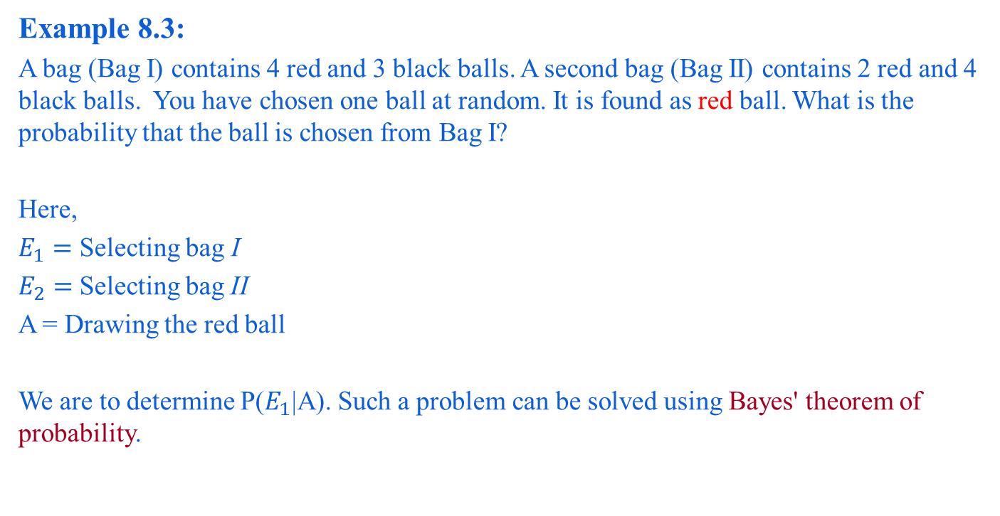 Example 8.3:
A bag (Bag I) contains 4 red and 3 black balls. A second bag (Bag II) contains 2 red and 4
black balls.  You have chosen one ball at random. It is found as red ball. What is the
probability that the ball is chosen from Bag I?
Here,
E₁ = Selecting bag I
E₂ = Selecting bag II
A = Drawing the red ball
We are to determine P(E₁|A). Such a problem can be solved using Bayes' theorem of
probability.